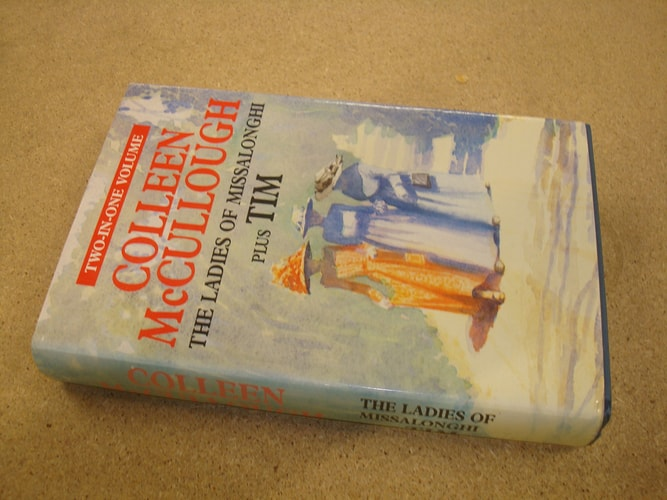 TWO-IN-ONE VOLUME
COLLEEN
McCULLOUGH
THE LADIES OF MISSALONGHI
PLUS TIM
COLLEEN
THE LADIES OF
MISSALONGHI